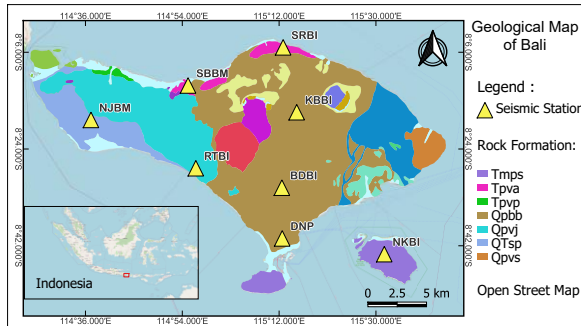 114°36.000'E 114°54.000'E 115°12.000'E 115°30.000'E
Geological Map
of Bali
8°6.000'S
8°6.000'S
SRBI
SBBM
KBBI
NJBM
Legend :
Seismic Station
8°24.000'S
8°24.000'S
RTBI
BDBI
Rock Formation:
Tmps
Tpva
Tpvp
Qpbb
Qpvj
QTsp
Qpvs
DNP
NKBI
8°42.000'S
8°42.000'S
Indonesia
0 2.5 5 km
Open Street Map
114°36.000'E 114°54.000'E 115°12.000'E 115°30.000'E